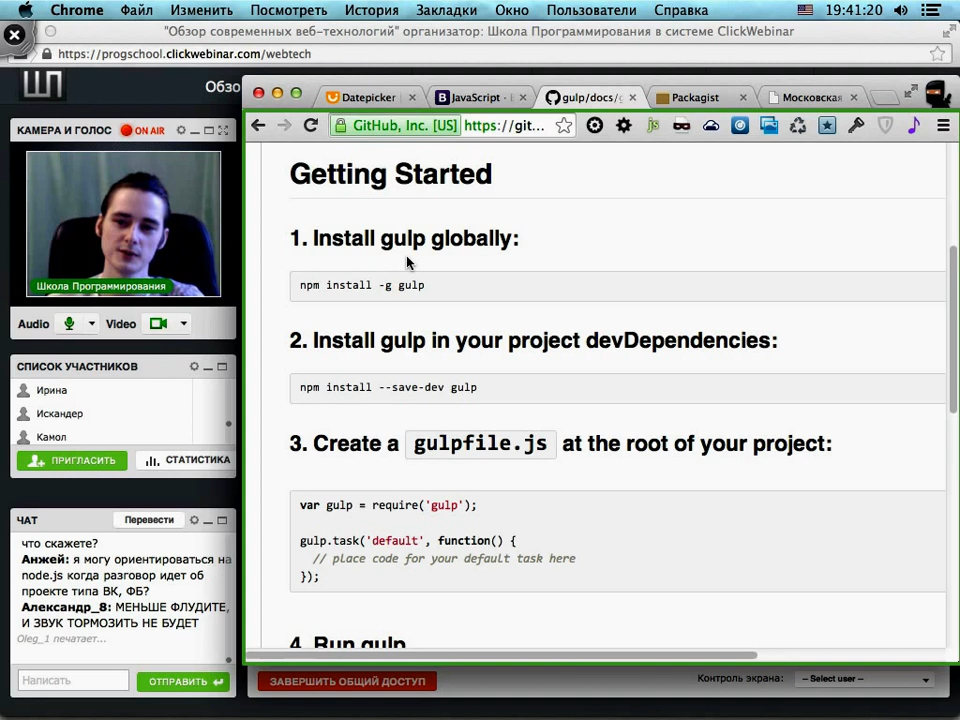 Chrome Файл Изменить Посмотреть История Закладки Окно Пользователи Справка 19:41:20
"Обзор современных веб-технологий" организатор: Школа Программирования в системе ClickWebinar
https://progschool.clickwebinar.com/webtech
ШП Обзо
Datepicker JavaScript · gulp/docs/g Packagist Московская
GitHub, Inc. [US] https://git... js
КАМЕРА И ГОЛОС ON AIR
Школа Программирования
Audio Video
СПИСОК УЧАСТНИКОВ
Ирина
Искандер
Камол
ПРИГЛАСИТЬ СТАТИСТИКА
ЧАТ Перевести
что скажете?
Анжей: я могу ориентироваться на
node.js когда разговор идет об
проекте типа ВК, ФБ?
Александр_8: МЕНЬШЕ ФЛУДИТЕ,
И ЗВУК ТОРМОЗИТЬ НЕ БУДЕТ
Oleg_1 печатает...
Написать ОТПРАВИТЬ
Getting Started
1. Install gulp globally:
npm install -g gulp
2. Install gulp in your project devDependencies:
npm install --save-dev gulp
3. Create a gulpfile.js at the root of your project:
var gulp = require('gulp');
gulp.task('default', function() {
// place code for your default task here
});
4. Run gulp
ЗАВЕРШИТЬ ОБЩИЙ ДОСТУП Контроль экрана: -- Select user --